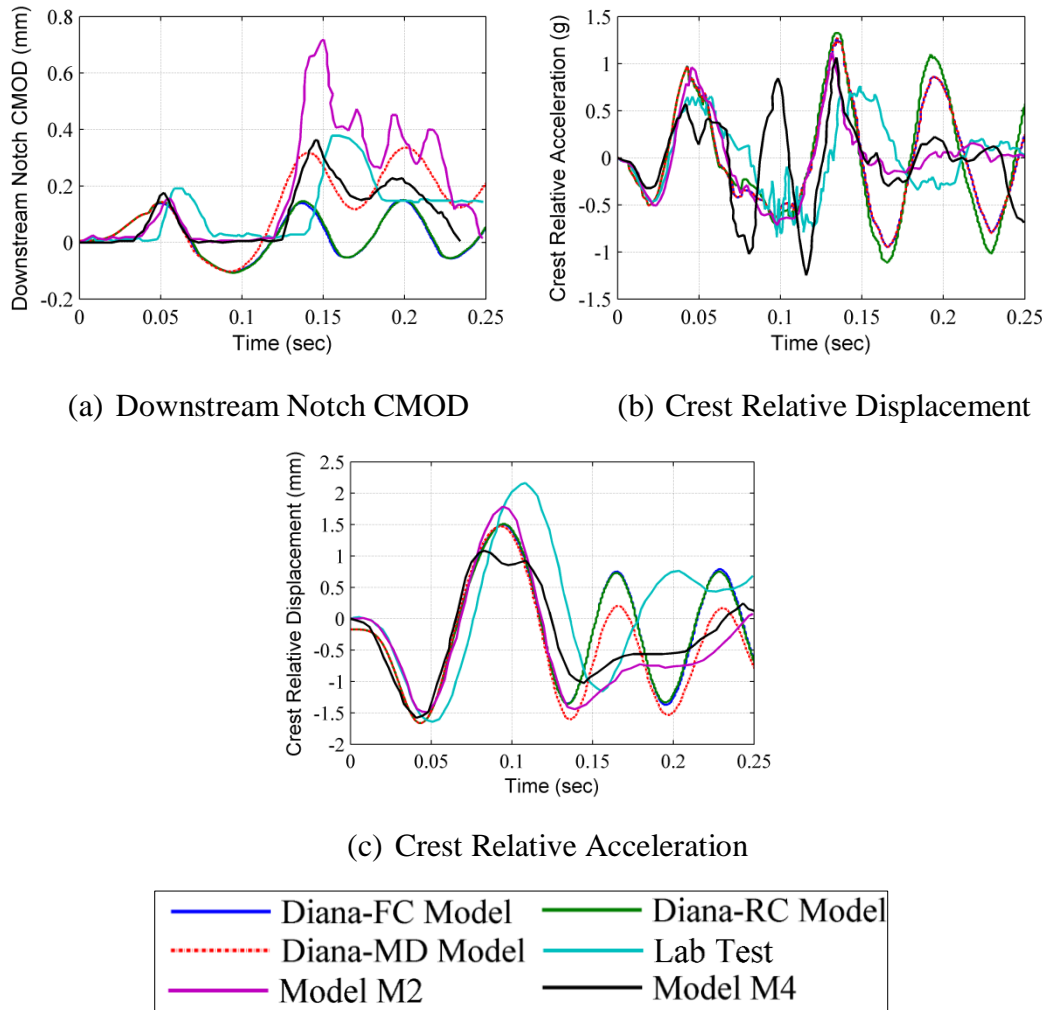 0.8
0.6
0.4
0.2
0
-0.2
Downstream Notch CMOD (mm)
0 0.05 0.1 0.15 0.2 0.25
Time (sec)
1.5
1
0.5
0
-0.5
-1
-1.5
Crest Relative Acceleration (g)
0 0.05 0.1 0.15 0.2 0.25
Time (sec)
(a) Downstream Notch CMOD
(b) Crest Relative Displacement
2.5
2
1.5
1
0.5
0
-0.5
-1
-1.5
-2
Crest Relative Displacement (mm)
0 0.05 0.1 0.15 0.2 0.25
Time (sec)
(c) Crest Relative Acceleration
Diana-FC Model
Diana-RC Model
Diana-MD Model
Lab Test
Model M2
Model M4